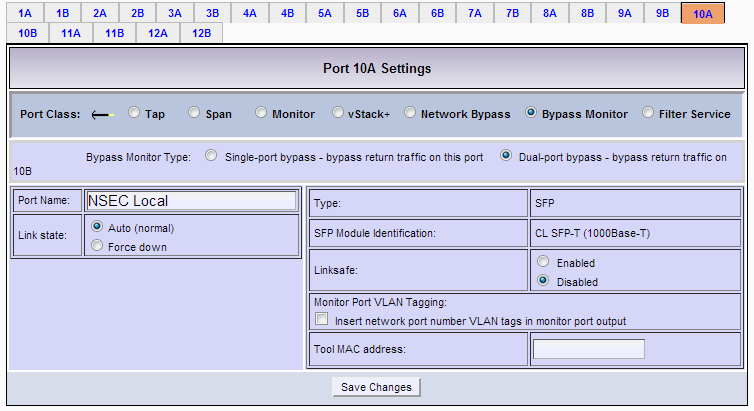 1A 1B 2A 2B 3A 3B 4A 4B 5A 5B 6A 6B 7A 7B 8A 8B 9A 9B 10A
10B 11A 11B 12A 12B
Port 10A Settings
Port Class: Tap Span Monitor vStack+ Network Bypass Bypass Monitor Filter Service
Bypass Monitor Type: Single-port bypass - bypass return traffic on this port Dual-port bypass - bypass return traffic on
10B
Port Name: NSEC Local
Link state: Auto (normal)
Force down
Type: SFP
SFP Module Identification: CL SFP-T (1000Base-T)
Linksafe: Enabled
Disabled
Monitor Port VLAN Tagging:
Insert network port number VLAN tags in monitor port output
Tool MAC address:
Save Changes